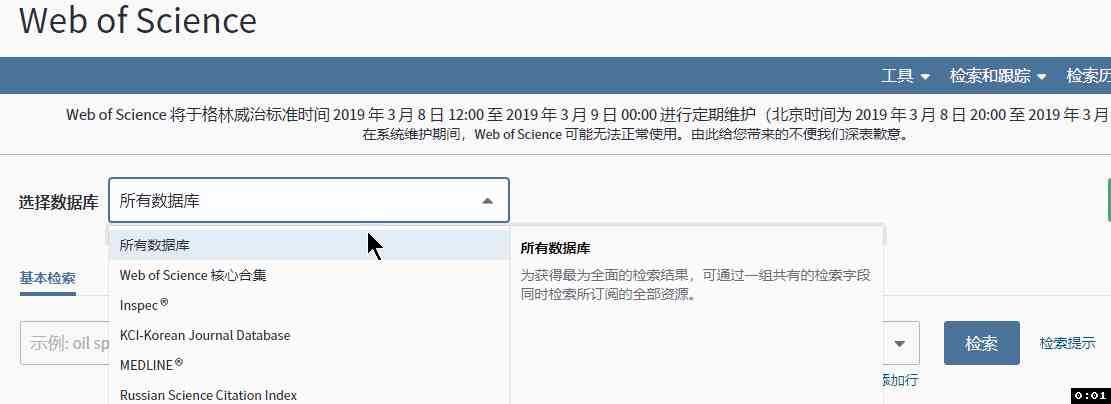 Web of Science
工具 检索和跟踪 检索历
Web of Science 将于格林威治标准时间 2019 年 3 月 8 日 12:00 至 2019 年 3 月 9 日 00:00 进行定期维护（北京时间为 2019 年 3 月 8 日 20:00 至 2019 年 3 月
在系统维护期间，Web of Science 可能无法正常使用。由此给您带来的不便我们深表歉意。
选择数据库 所有数据库
所有数据库
Web of Science 核心合集
Inspec®
KCI-Korean Journal Database
MEDLINE®
Russian Science Citation Index
所有数据库
为获得最为全面的检索结果，可通过一组共有的检索字段
同时检索所订阅的全部资源。
基本检索
示例: oil sp
检索 检索提示
添加行
0:01